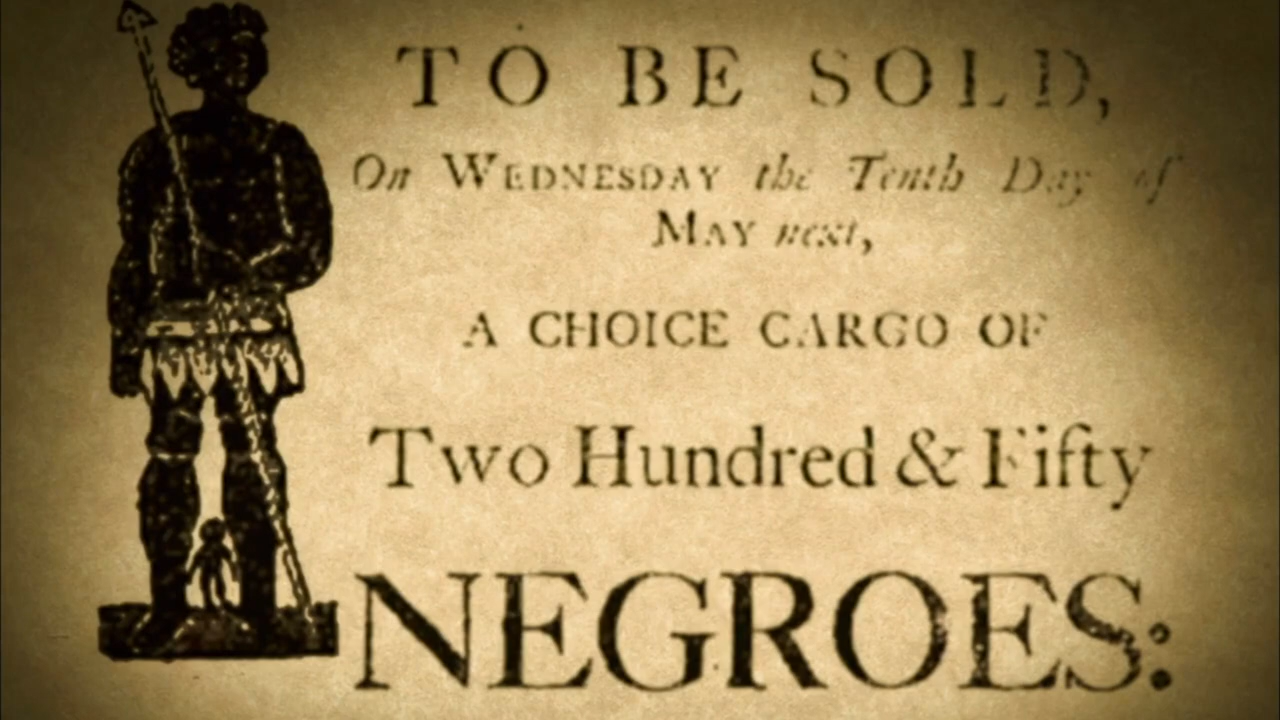 TO BE SOLD,
On WEDNESDAY the Tenth Day of
MAY next,
A CHOICE CARGO OF
Two Hundred & Fifty
NEGROES: